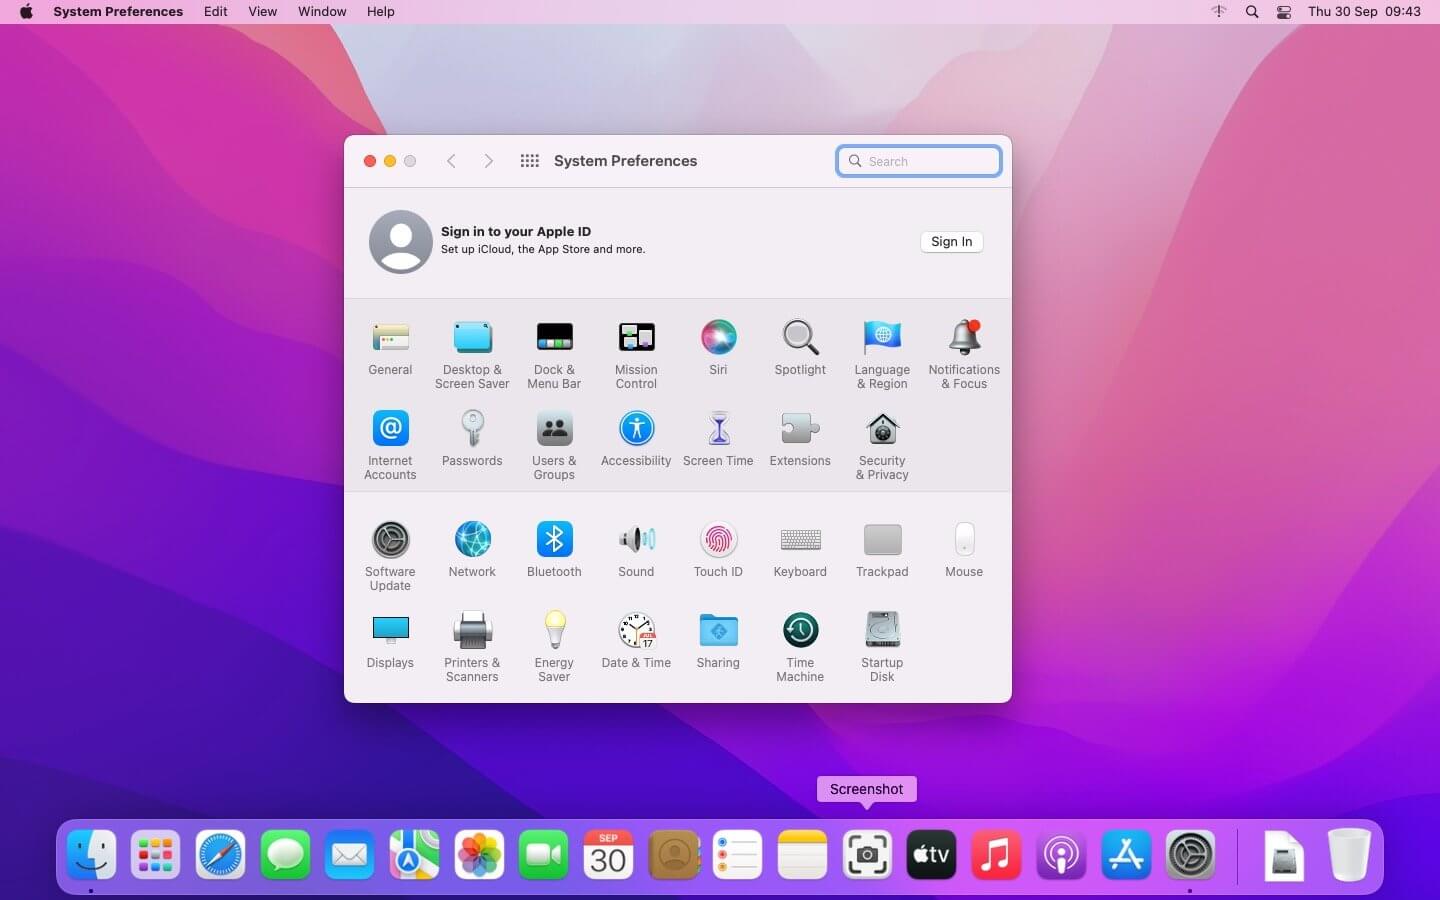 System Preferences Edit View Window Help Thu 30 Sep 09:43
System Preferences Search
Sign in to your Apple ID
Set up iCloud, the App Store and more.
Sign In
General
Desktop &
Screen Saver
Dock &
Menu Bar
Mission
Control
Siri
Spotlight
Language
& Region
Notifications
& Focus
Internet
Accounts
Passwords
Users &
Groups
Accessibility
Screen Time
Extensions
Security
& Privacy
Software
Update
Network
Bluetooth
Sound
Touch ID
Keyboard
Trackpad
Mouse
Displays
Printers &
Scanners
Energy
Saver
JUL
17
Date & Time
Sharing
Time
Machine
Startup
Disk
Screenshot
SEP
30
tv